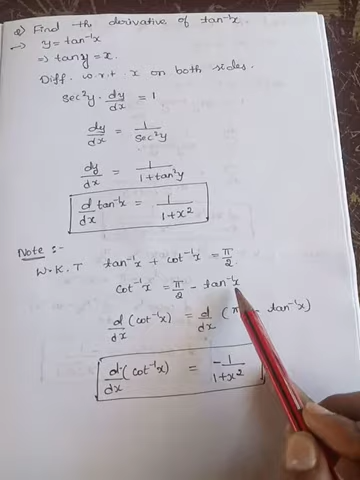 Q) Find the derivative of tan⁻¹x
→ y = tan⁻¹x
⇒ tan y = x.
Diff. w.r.t. x on both sides.
sec²y · dy/dx = 1
dy/dx = 1/sec²y
dy/dx = 1/1+tan²y
d/dx tan⁻¹x = 1/1+x²
Note :-
W.K.T tan⁻¹x + cot⁻¹x = π/2
cot⁻¹x = π/2 - tan⁻¹x
d/dx (cot⁻¹x) = d/dx (π - tan⁻¹x)
d/dx (cot⁻¹x) = -1/1+x²